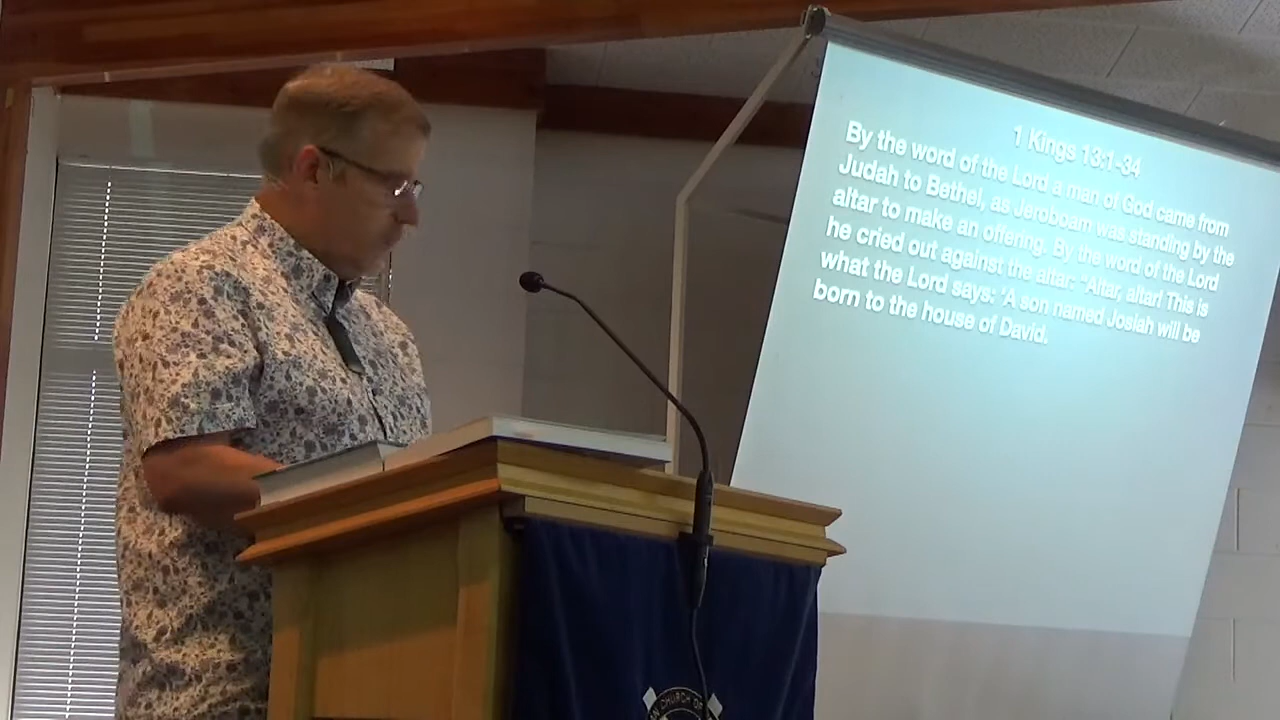 1 Kings 13:1-34
By the word of the Lord a man of God came from
Judah to Bethel, as Jeroboam was standing by the
altar to make an offering. By the word of the Lord
he cried out against the altar: "Altar, altar! This is
what the Lord says: 'A son named Josiah will be
born to the house of David.
CHURCH OF